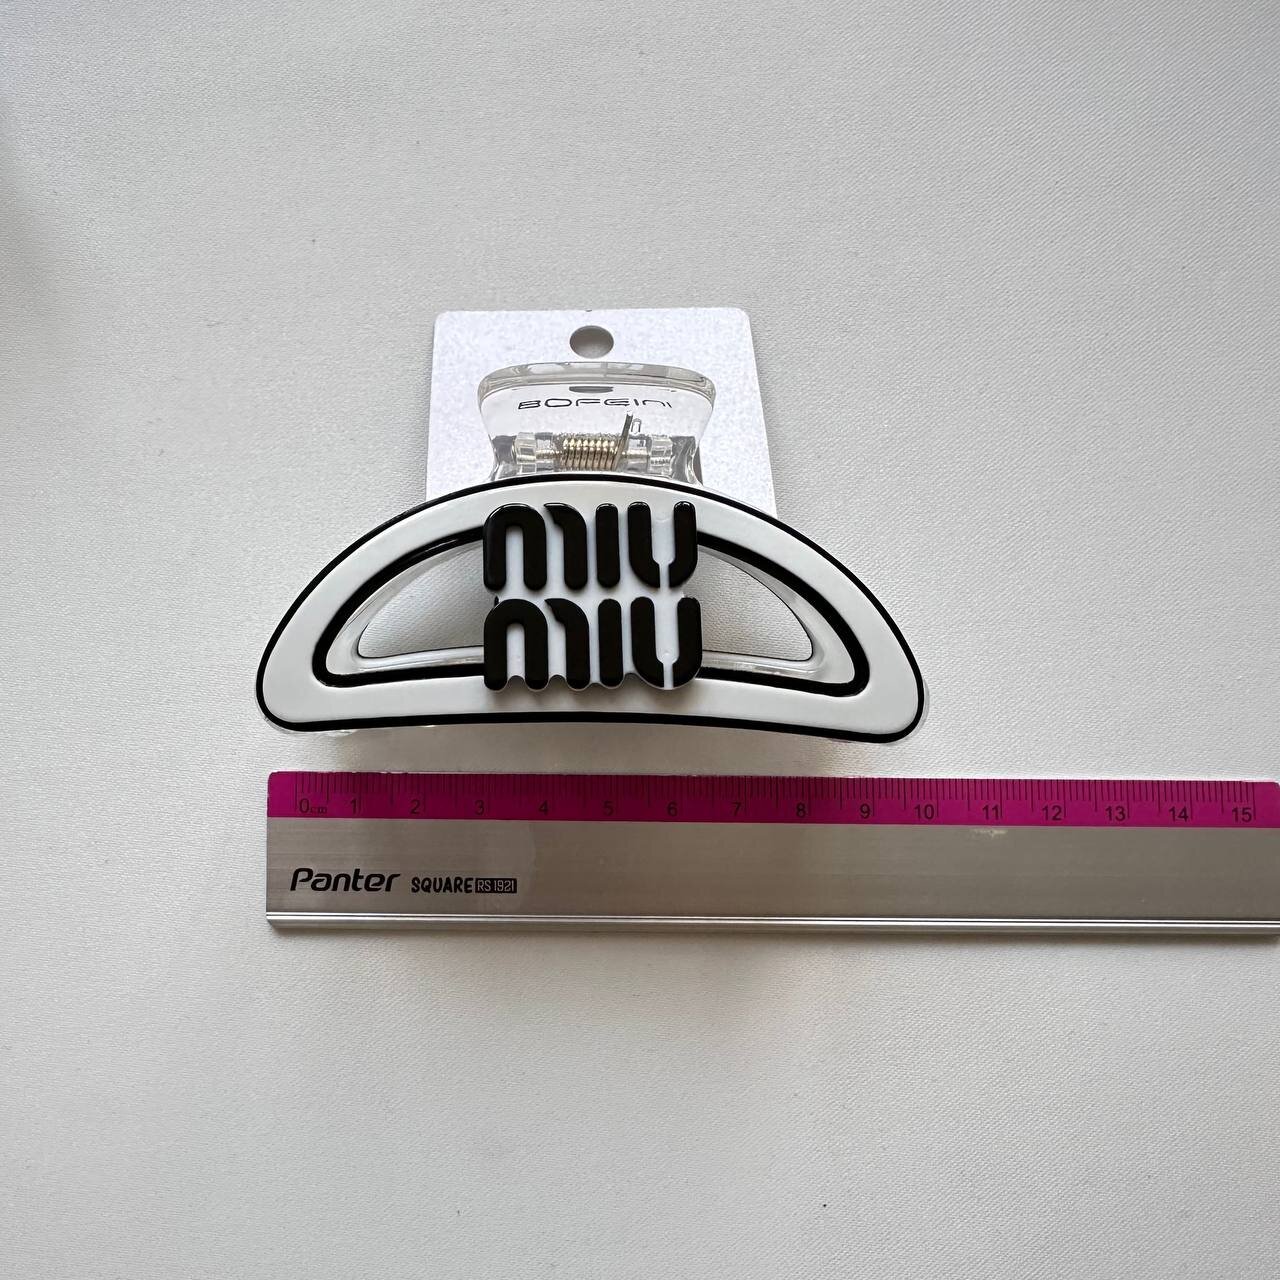 BOFEINI
miu
miu
0cm 1 2 3 4 5 6 7 8 9 10 11 12 13 14 15
Panter SQUARE RS 1921